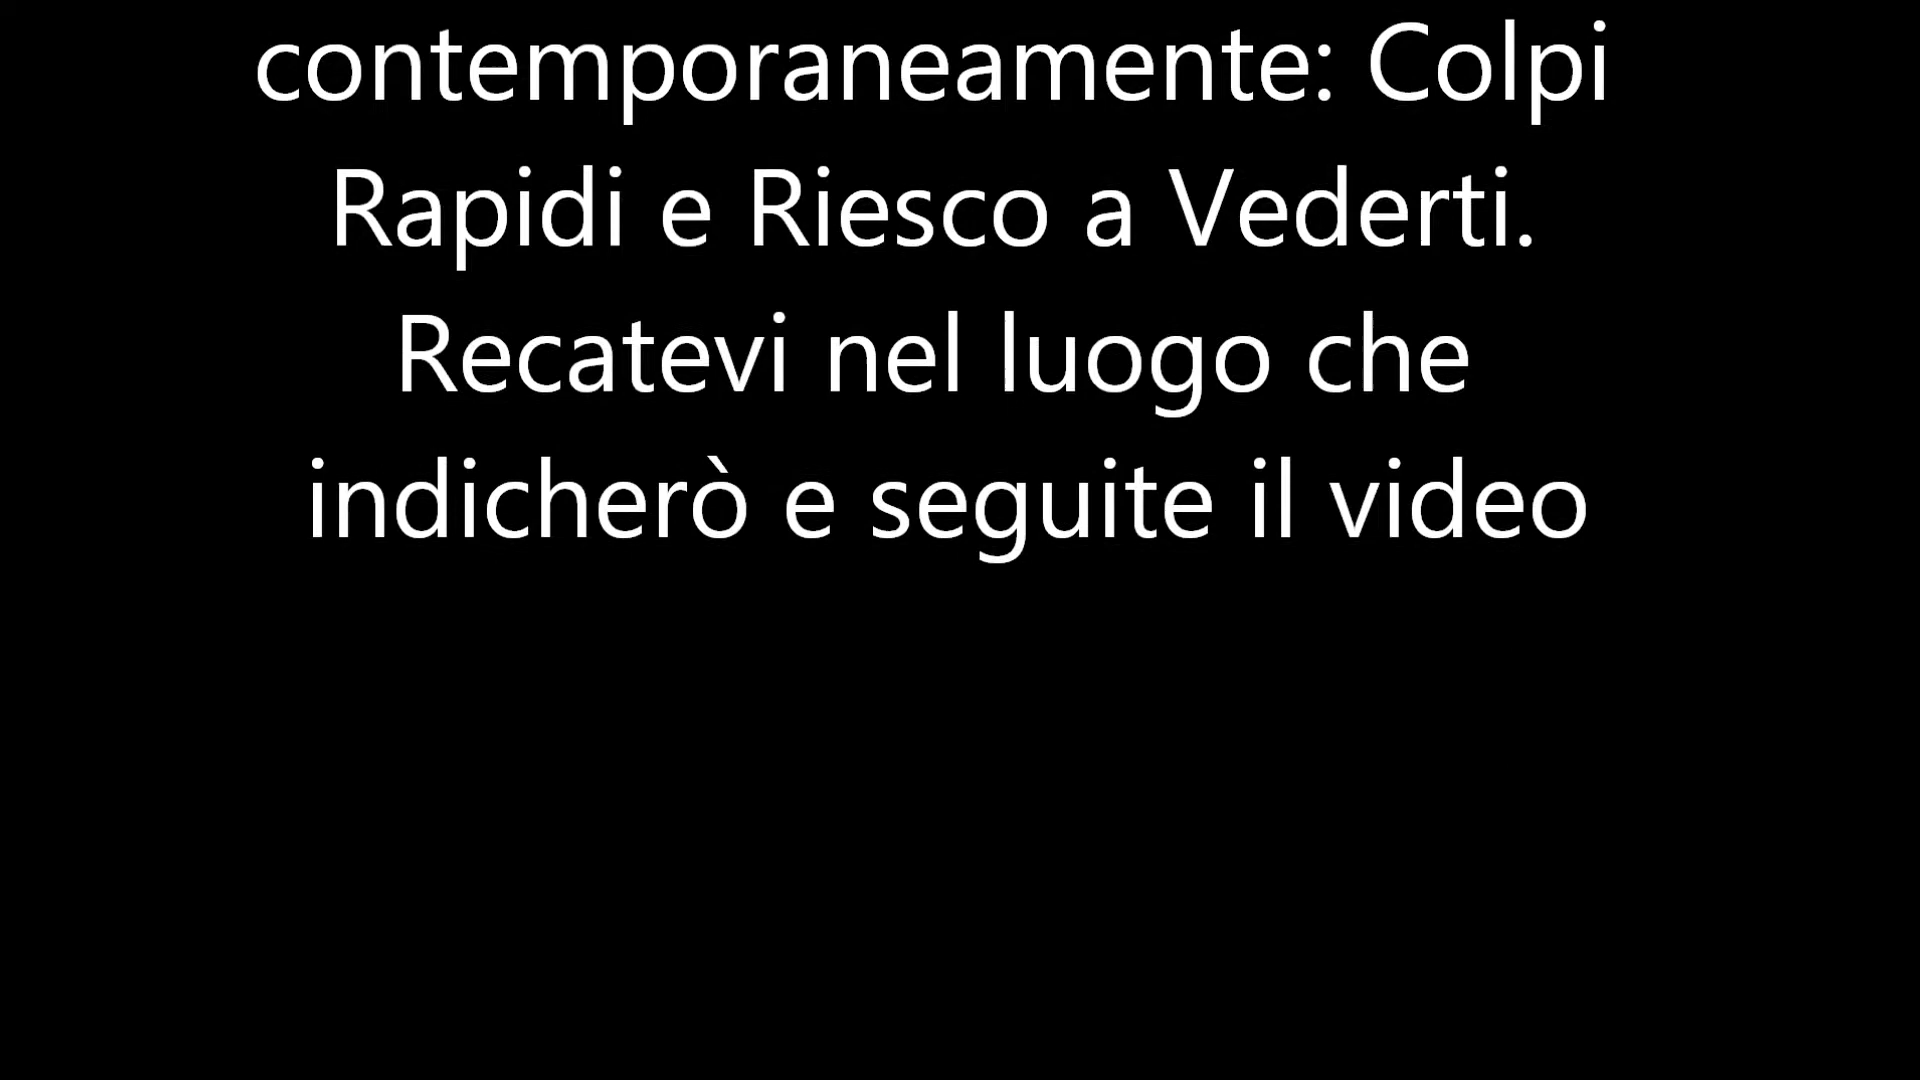 contemporaneamente: Colpi
Rapidi e Riesco a Vederti.
Recatevi nel luogo che
indicherò e seguite il video